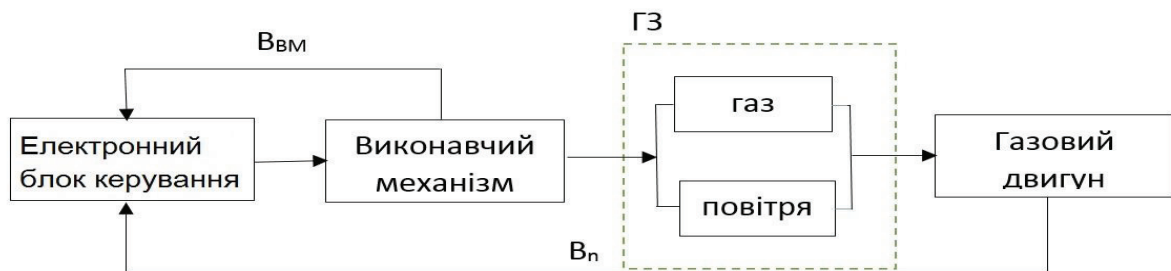 ГЗ
Ввм
газ
Електронний
блок керування
Виконавчий
механізм
Газовий
двигун
повітря
Вn